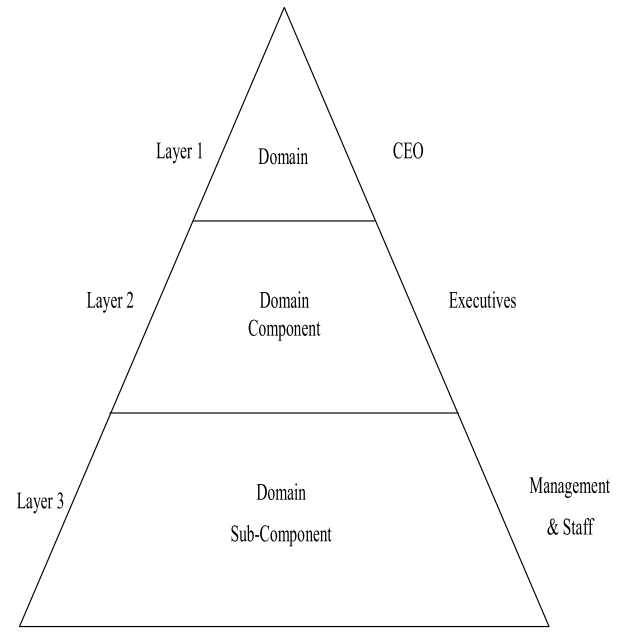 Layer 1
Domain
CEO
Layer 2
Domain
Component
Executives
Layer 3
Domain
Sub-Component
Management
& Staff